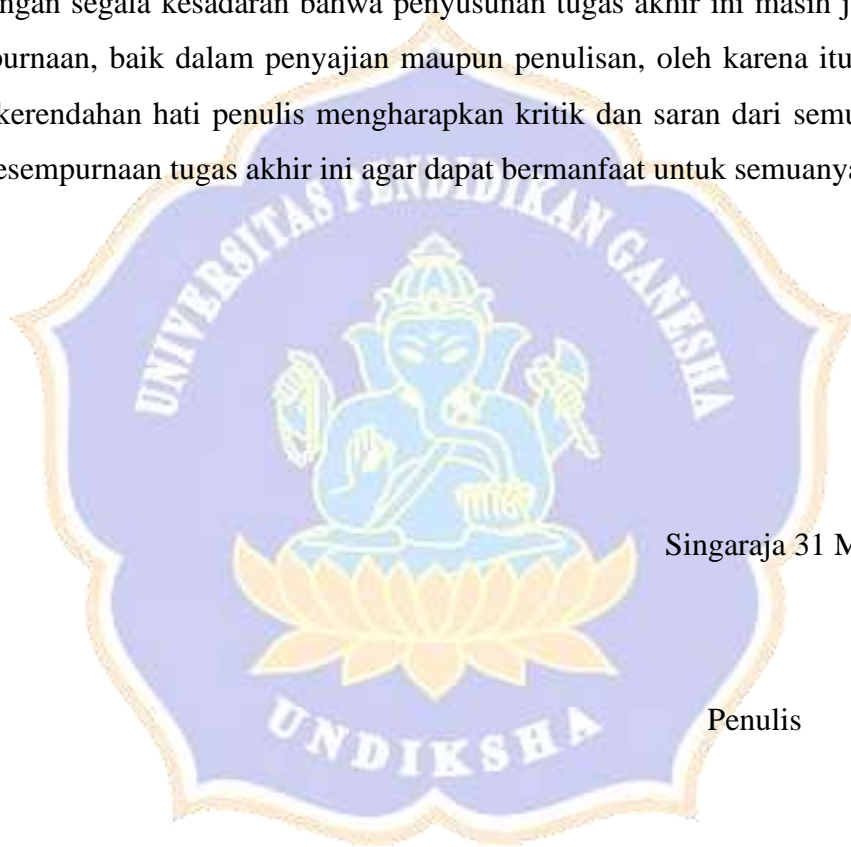 ngan segala kesadaran bahwa penyusunan tugas akhir ini masih j
purnaan, baik dalam penyajian maupun penulisan, oleh karena itu
kerendahan hati penulis mengharapkan kritik dan saran dari semu
esempurnaan tugas akhir ini agar dapat bermanfaat untuk semuanya
UNIVERSITAS PENDIDIKAN GANESHA
Singaraja 31 M
Penulis
UNDIKSHA